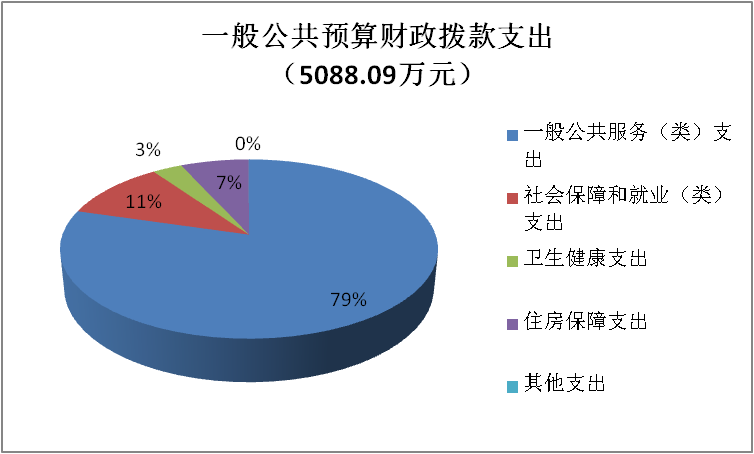 一般公共预算财政拨款支出
（5088.09万元）
0%
3%
7%
11%
79%
一般公共服务（类）支
出
社会保障和就业（类）
支出
卫生健康支出
住房保障支出
其他支出